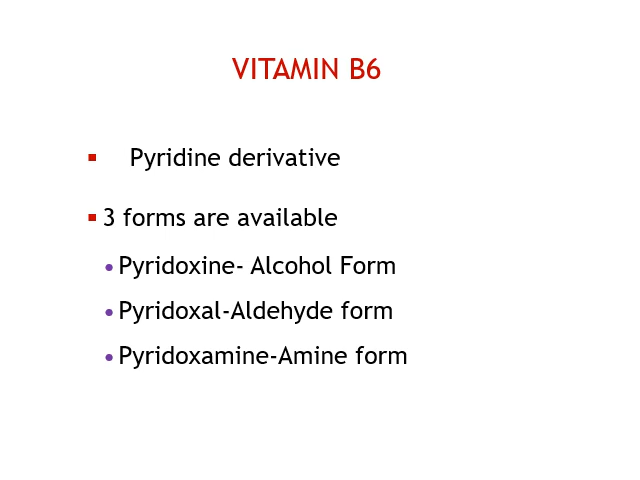 VITAMIN B6
▪ Pyridine derivative
▪ 3 forms are available
• Pyridoxine- Alcohol Form
• Pyridoxal-Aldehyde form
• Pyridoxamine-Amine form